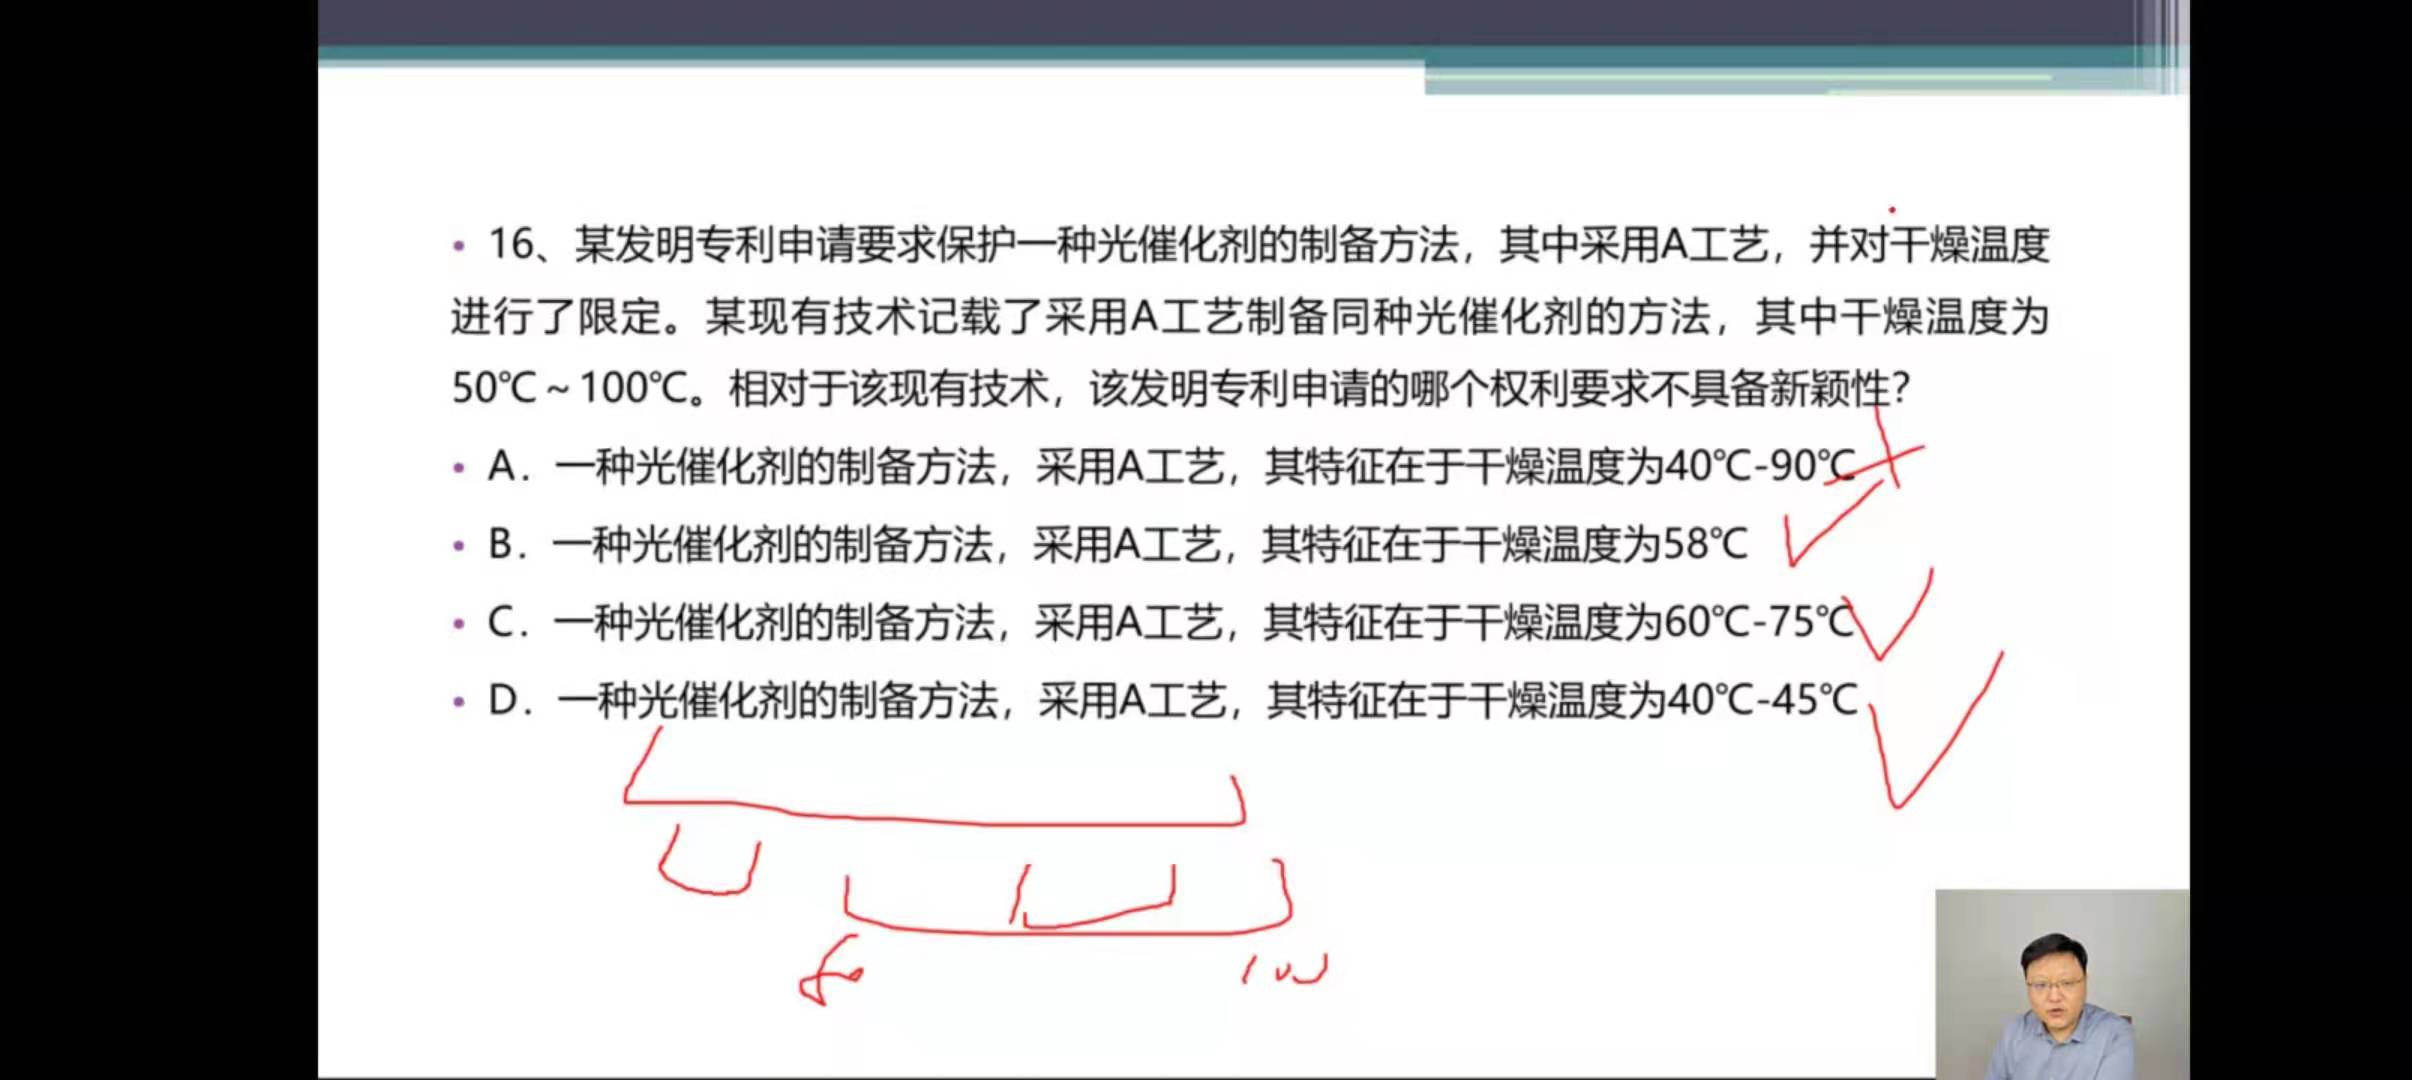 • 16、某发明专利申请要求保护一种光催化剂的制备方法，其中采用A工艺，并对干燥温度
进行了限定。某现有技术记载了采用A工艺制备同种光催化剂的方法，其中干燥温度为
50℃～100℃。相对于该现有技术，该发明专利申请的哪个权利要求不具备新颖性？
• A．一种光催化剂的制备方法，采用A工艺，其特征在于干燥温度为40℃-90℃
• B．一种光催化剂的制备方法，采用A工艺，其特征在于干燥温度为58℃
• C．一种光催化剂的制备方法，采用A工艺，其特征在于干燥温度为60℃-75℃
• D．一种光催化剂的制备方法，采用A工艺，其特征在于干燥温度为40℃-45℃
100